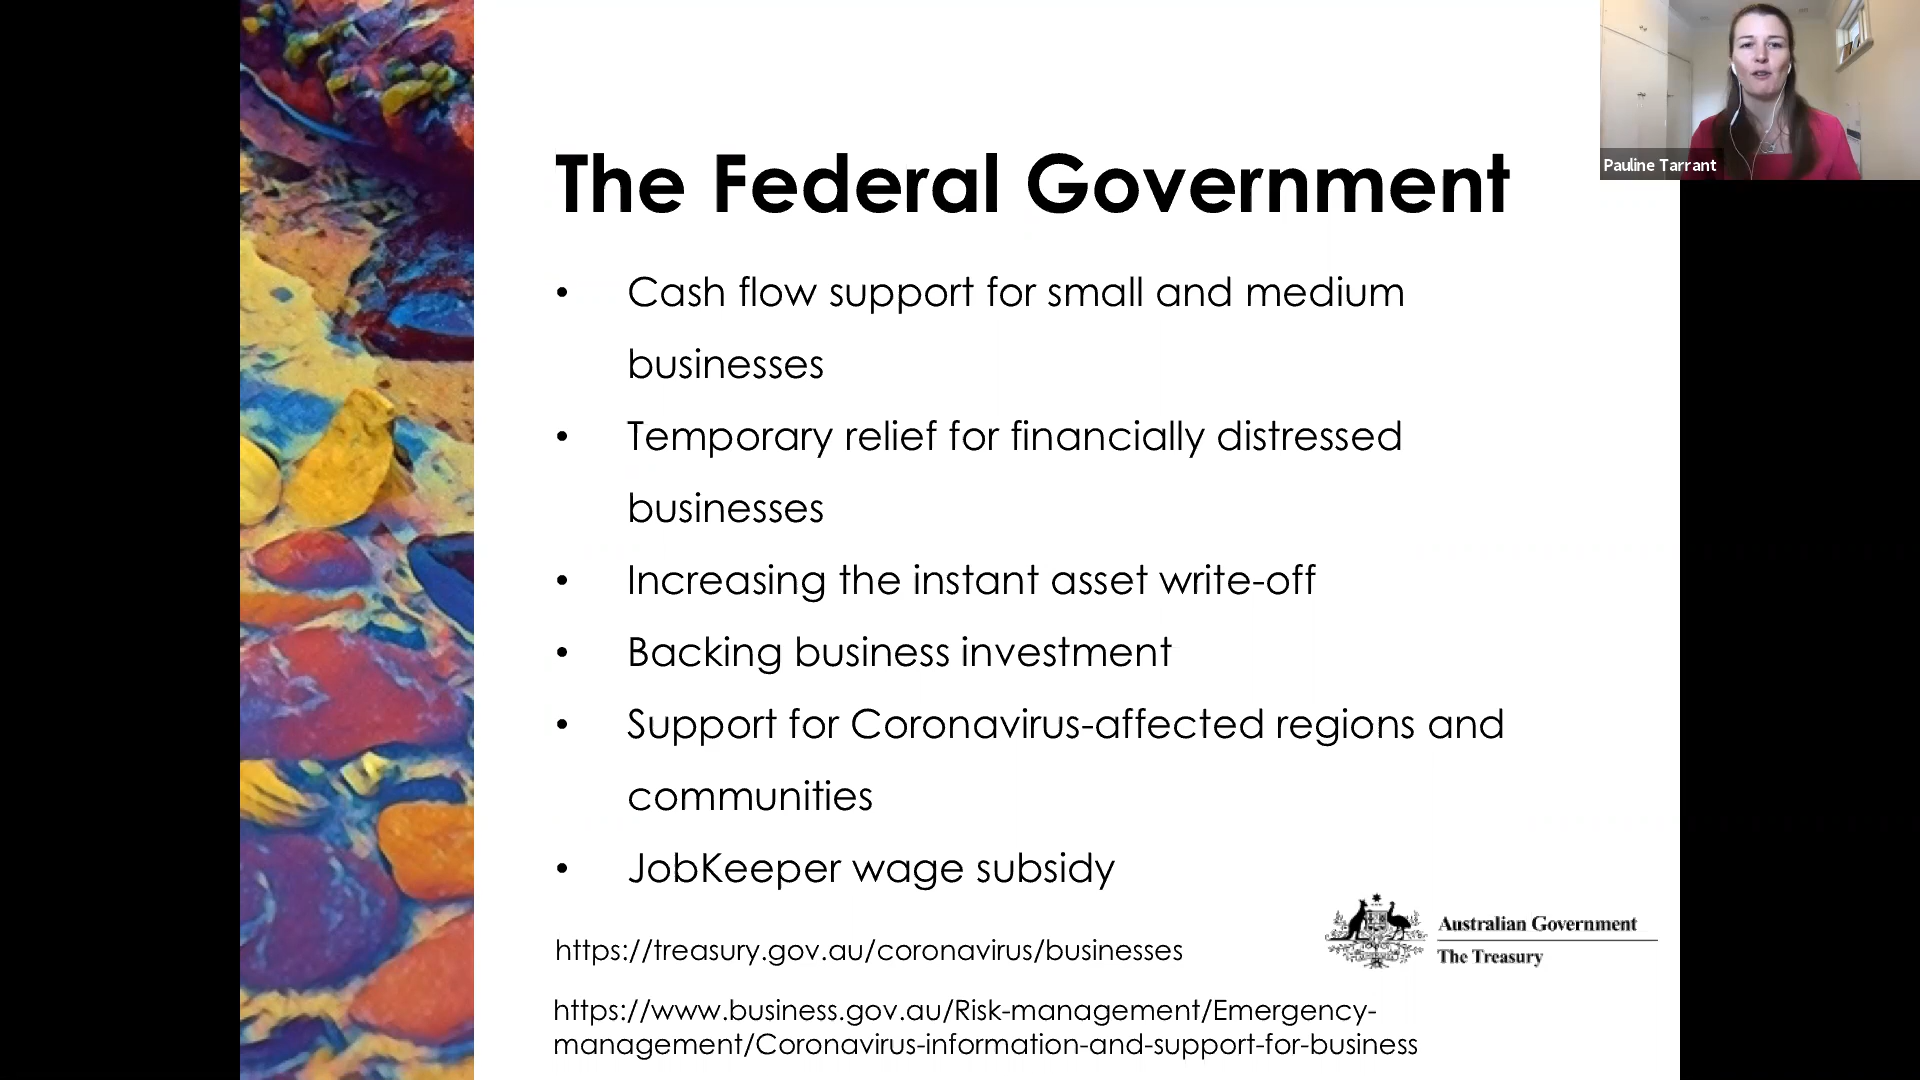 The Federal Government
• Cash flow support for small and medium
businesses
• Temporary relief for financially distressed
businesses
• Increasing the instant asset write-off
• Backing business investment
• Support for Coronavirus-affected regions and
communities
• JobKeeper wage subsidy
https://treasury.gov.au/coronavirus/businesses
https://www.business.gov.au/Risk-management/Emergency-
management/Coronavirus-information-and-support-for-business
Australian Government
The Treasury
Pauline Tarrant